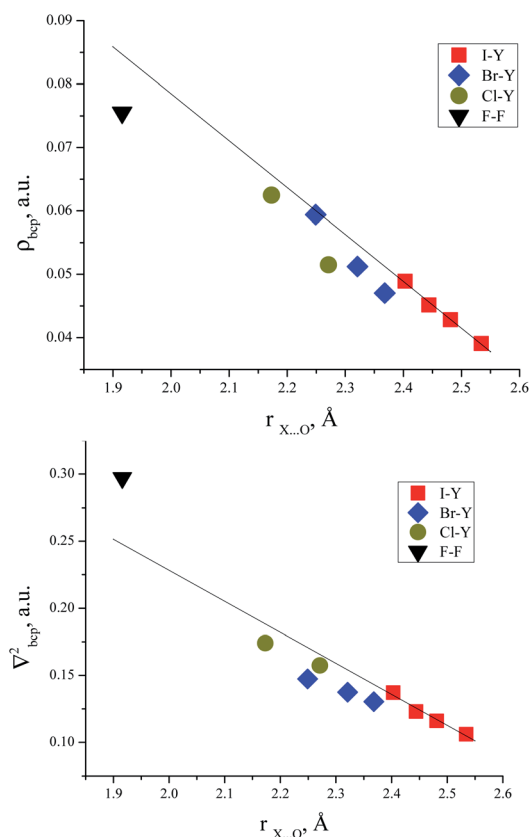 0.09
0.08
0.07
0.06
0.05
0.04
ρbcp, a.u.
I-Y
Br-Y
Cl-Y
F-F
1.9 2.0 2.1 2.2 2.3 2.4 2.5 2.6
r X...O, Å
0.30
0.25
0.20
0.15
0.10
∇²bcp, a.u.
I-Y
Br-Y
Cl-Y
F-F
1.9 2.0 2.1 2.2 2.3 2.4 2.5 2.6
r X...O, Å